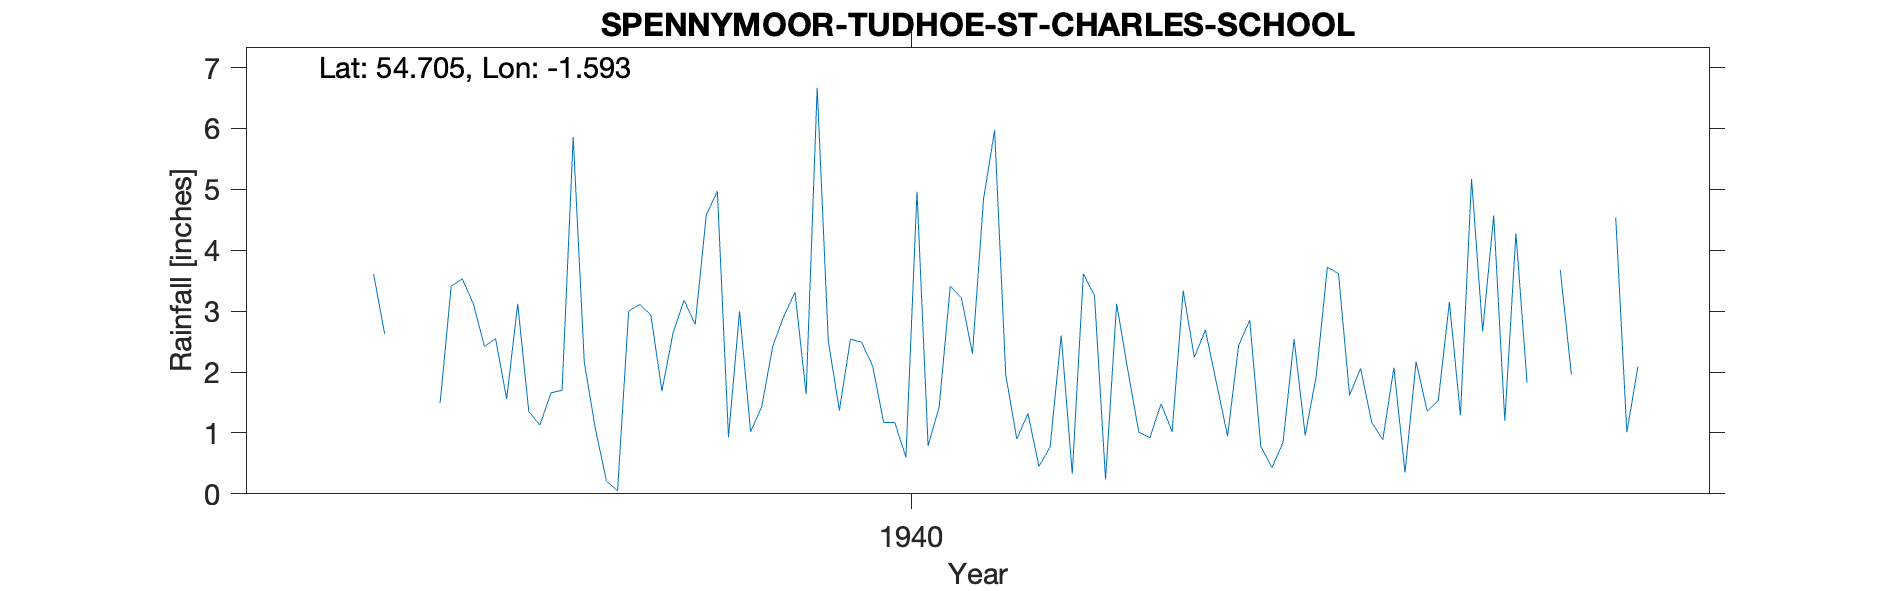 SPENNYMOOR-TUDHOE-ST-CHARLES-SCHOOL
Lat: 54.705, Lon: -1.593
7
6
5
4
3
2
1
0
Rainfall [inches]
1940
Year